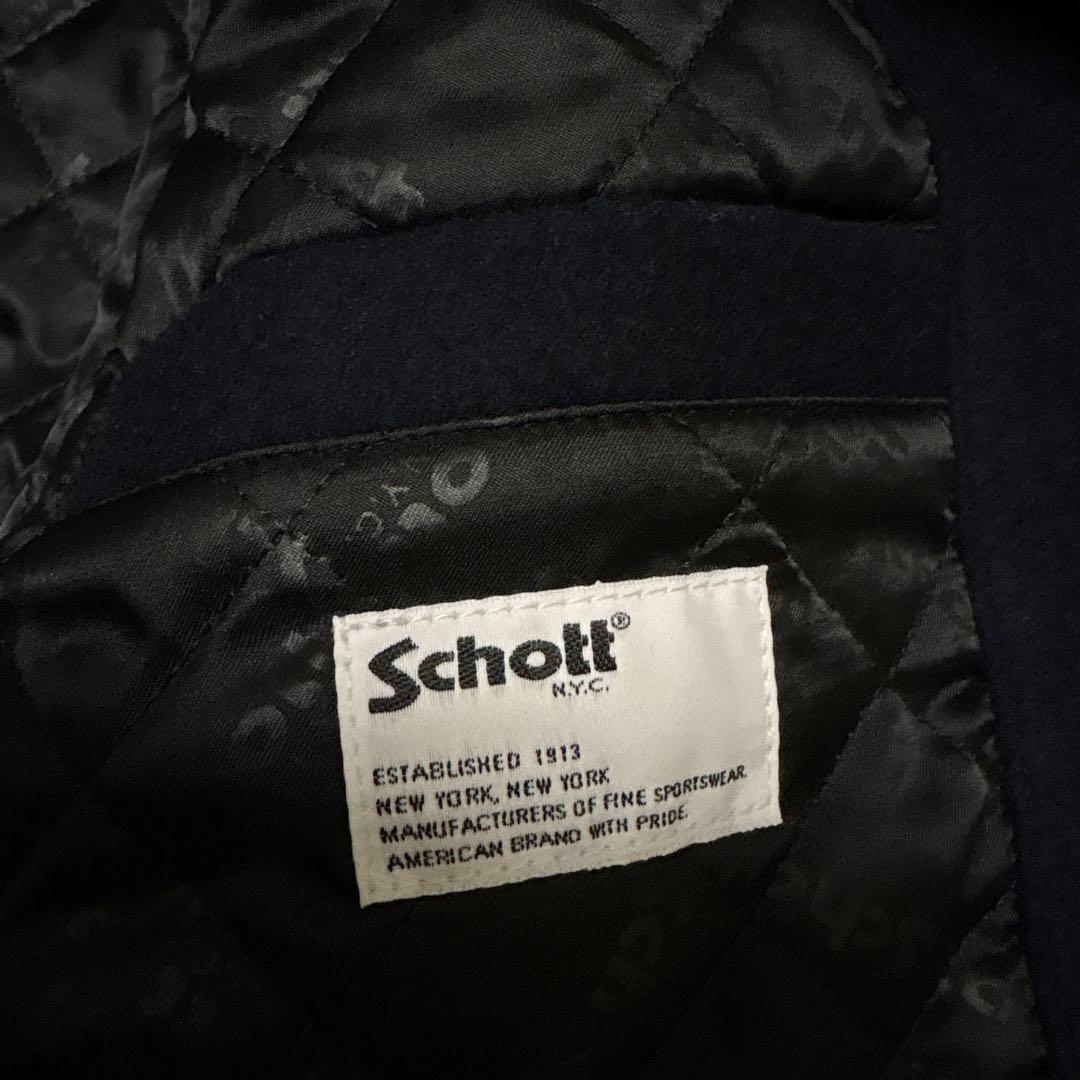 Schott®
N.Y.C.
ESTABLISHED 1913
NEW YORK, NEW YORK
MANUFACTURERS OF FINE SPORTSWEAR.
AMERICAN BRAND WITH PRIDE.